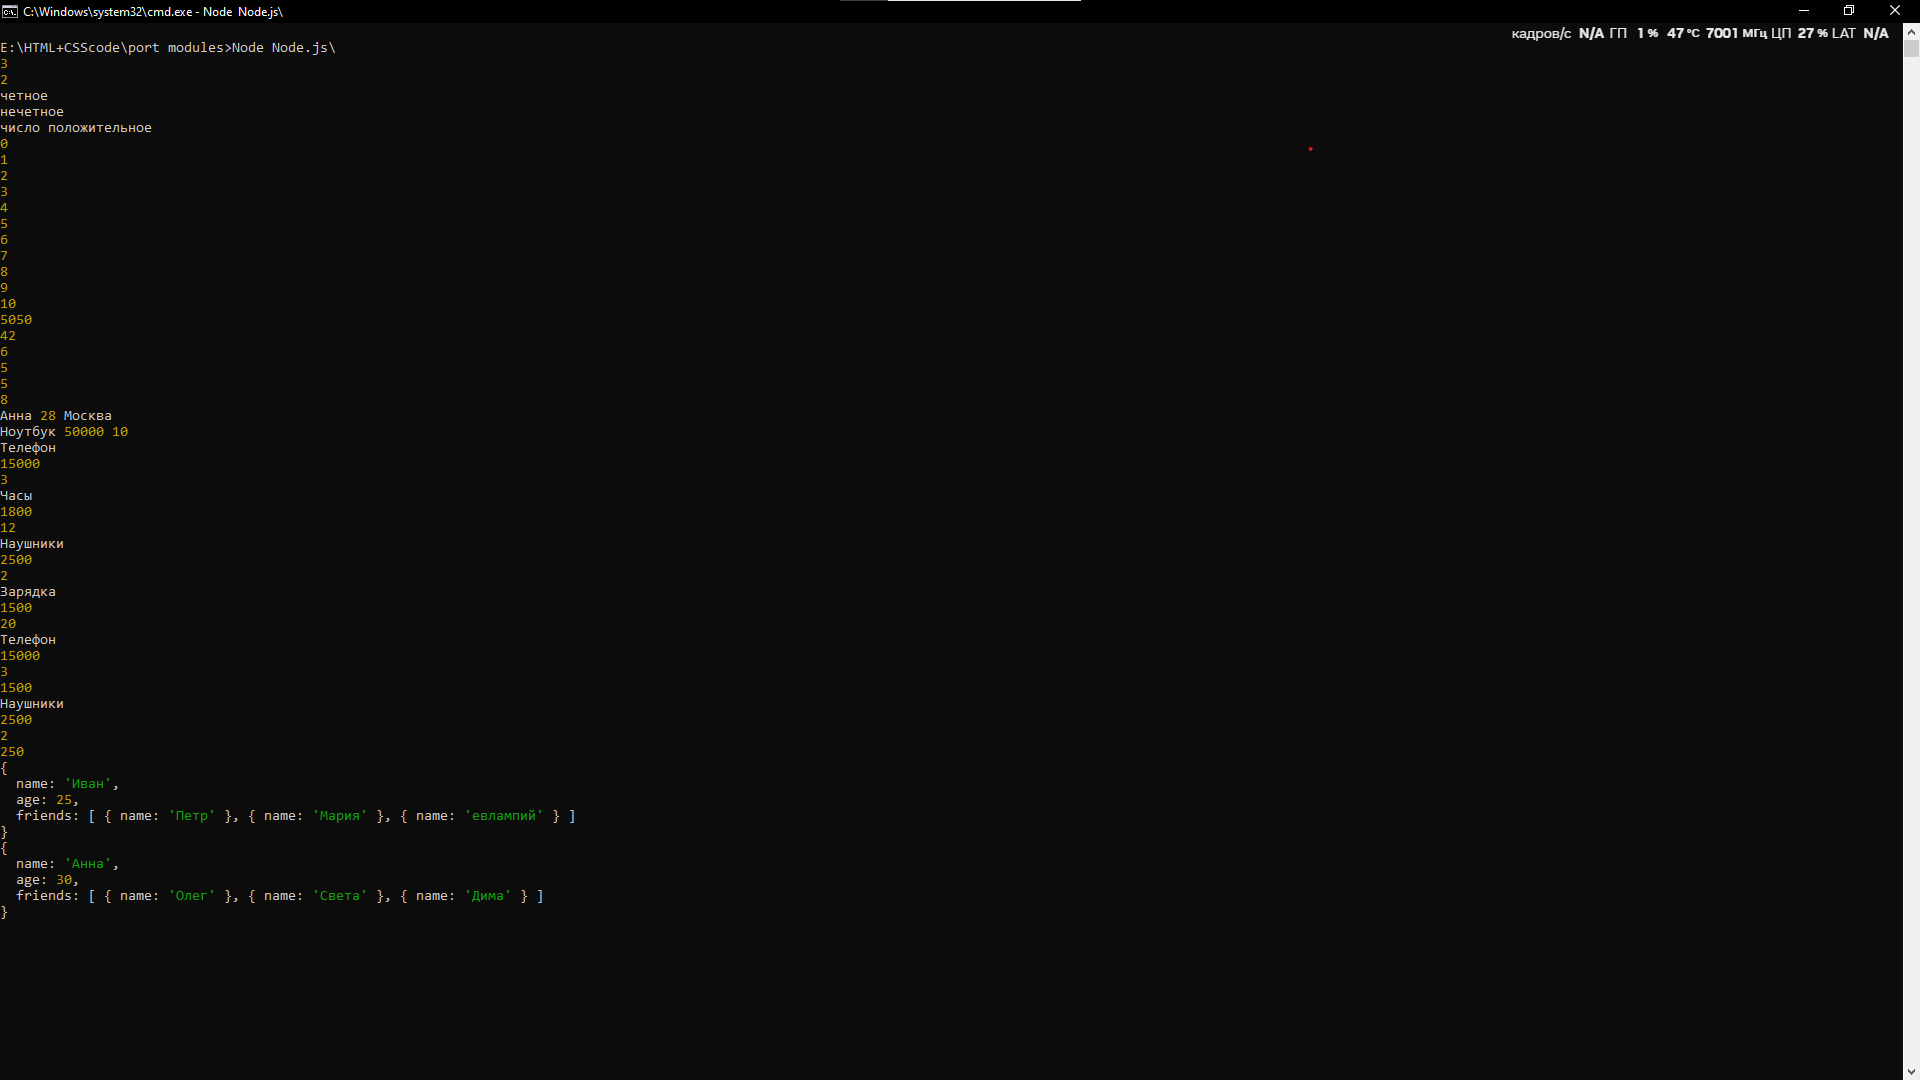 C:\Windows\system32\cmd.exe - Node  Node.js\
кадров/с N/A ГП 1 % 47 °C 7001 МГц ЦП 27 % LAT N/A
E:\HTML+CSScode\port modules>Node Node.js\
3
2
четное
нечетное
число положительное
0
1
2
3
4
5
6
7
8
9
10
5050
42
6
5
5
8
Анна 28 Москва
Ноутбук 50000 10
Телефон
15000
3
Часы
1800
12
Наушники
2500
2
Зарядка
1500
20
Телефон
15000
3
1500
Наушники
2500
2
250
{
  name: 'Иван',
  age: 25,
  friends: [ { name: 'Петр' }, { name: 'Мария' }, { name: 'евлампий' } ]
}
{
  name: 'Анна',
  age: 30,
  friends: [ { name: 'Олег' }, { name: 'Света' }, { name: 'Дима' } ]
}